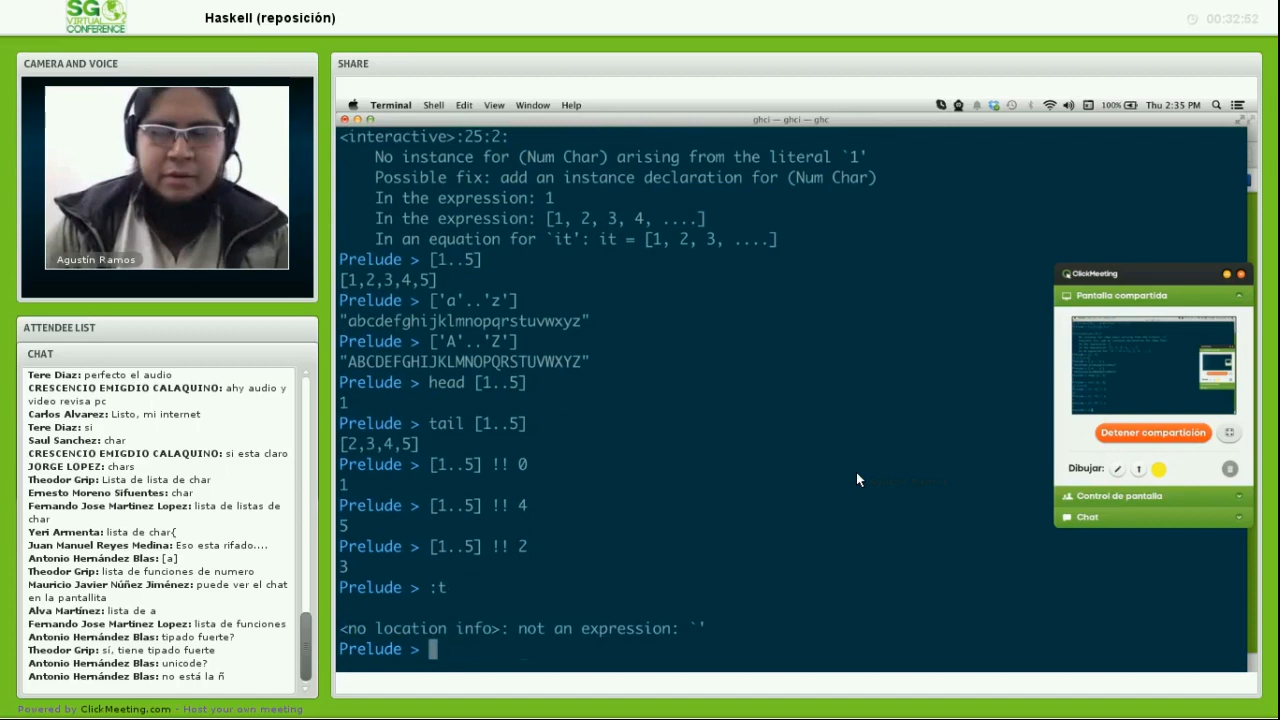 SG
VIRTUAL
CONFERENCE
Haskell (reposición)
00:32:52
CAMERA AND VOICE
Agustín Ramos
ATTENDEE LIST
CHAT
Tere Diaz: perfecto el audio
CRESCENCIO EMIGDIO CALAQUINO: ahy audio y
video revisa pc
Carlos Alvarez: Listo, mi internet
Tere Diaz: si
Saul Sanchez: char
CRESCENCIO EMIGDIO CALAQUINO: si esta claro
JORGE LOPEZ: chars
Theodor Grip: Lista de lista de char
Ernesto Moreno Sifuentes: char
Fernando Jose Martinez Lopez: lista de listas de
char
Yeri Armenta: lista de char{
Juan Manuel Reyes Medina: Eso esta rifado....
Antonio Hernández Blas: [a]
Theodor Grip: lista de funciones de numero
Mauricio Javier Núñez Jiménez: puede ver el chat
en la pantallita
Alva Martínez: lista de a
Fernando Jose Martinez Lopez: lista de funciones
Antonio Hernández Blas: tipado fuerte?
Theodor Grip: sí, tiene tipado fuerte
Antonio Hernández Blas: unicode?
Antonio Hernández Blas: no está la ñ
SHARE
Terminal Shell Edit View Window Help
100% Thu 2:35 PM
ghci — ghci — ghc
<interactive>:25:2:
No instance for (Num Char) arising from the literal `1'
Possible fix: add an instance declaration for (Num Char)
In the expression: 1
In the expression: [1, 2, 3, 4, ....]
In an equation for `it': it = [1, 2, 3, ....]
Prelude > [1..5]
[1,2,3,4,5]
Prelude > ['a'..'z']
"abcdefghijklmnopqrstuvwxyz"
Prelude > ['A'..'Z']
"ABCDEFGHIJKLMNOPQRSTUVWXYZ"
Prelude > head [1..5]
1
Prelude > tail [1..5]
[2,3,4,5]
Prelude > [1..5] !! 0
1
Prelude > [1..5] !! 4
5
Prelude > [1..5] !! 2
3
Prelude > :t
<no location info>: not an expression: `'
Prelude >
ClickMeeting
Pantalla compartida
Detener compartición
Dibujar:
Control de pantalla
Chat
Powered by ClickMeeting.com - Host your own meeting